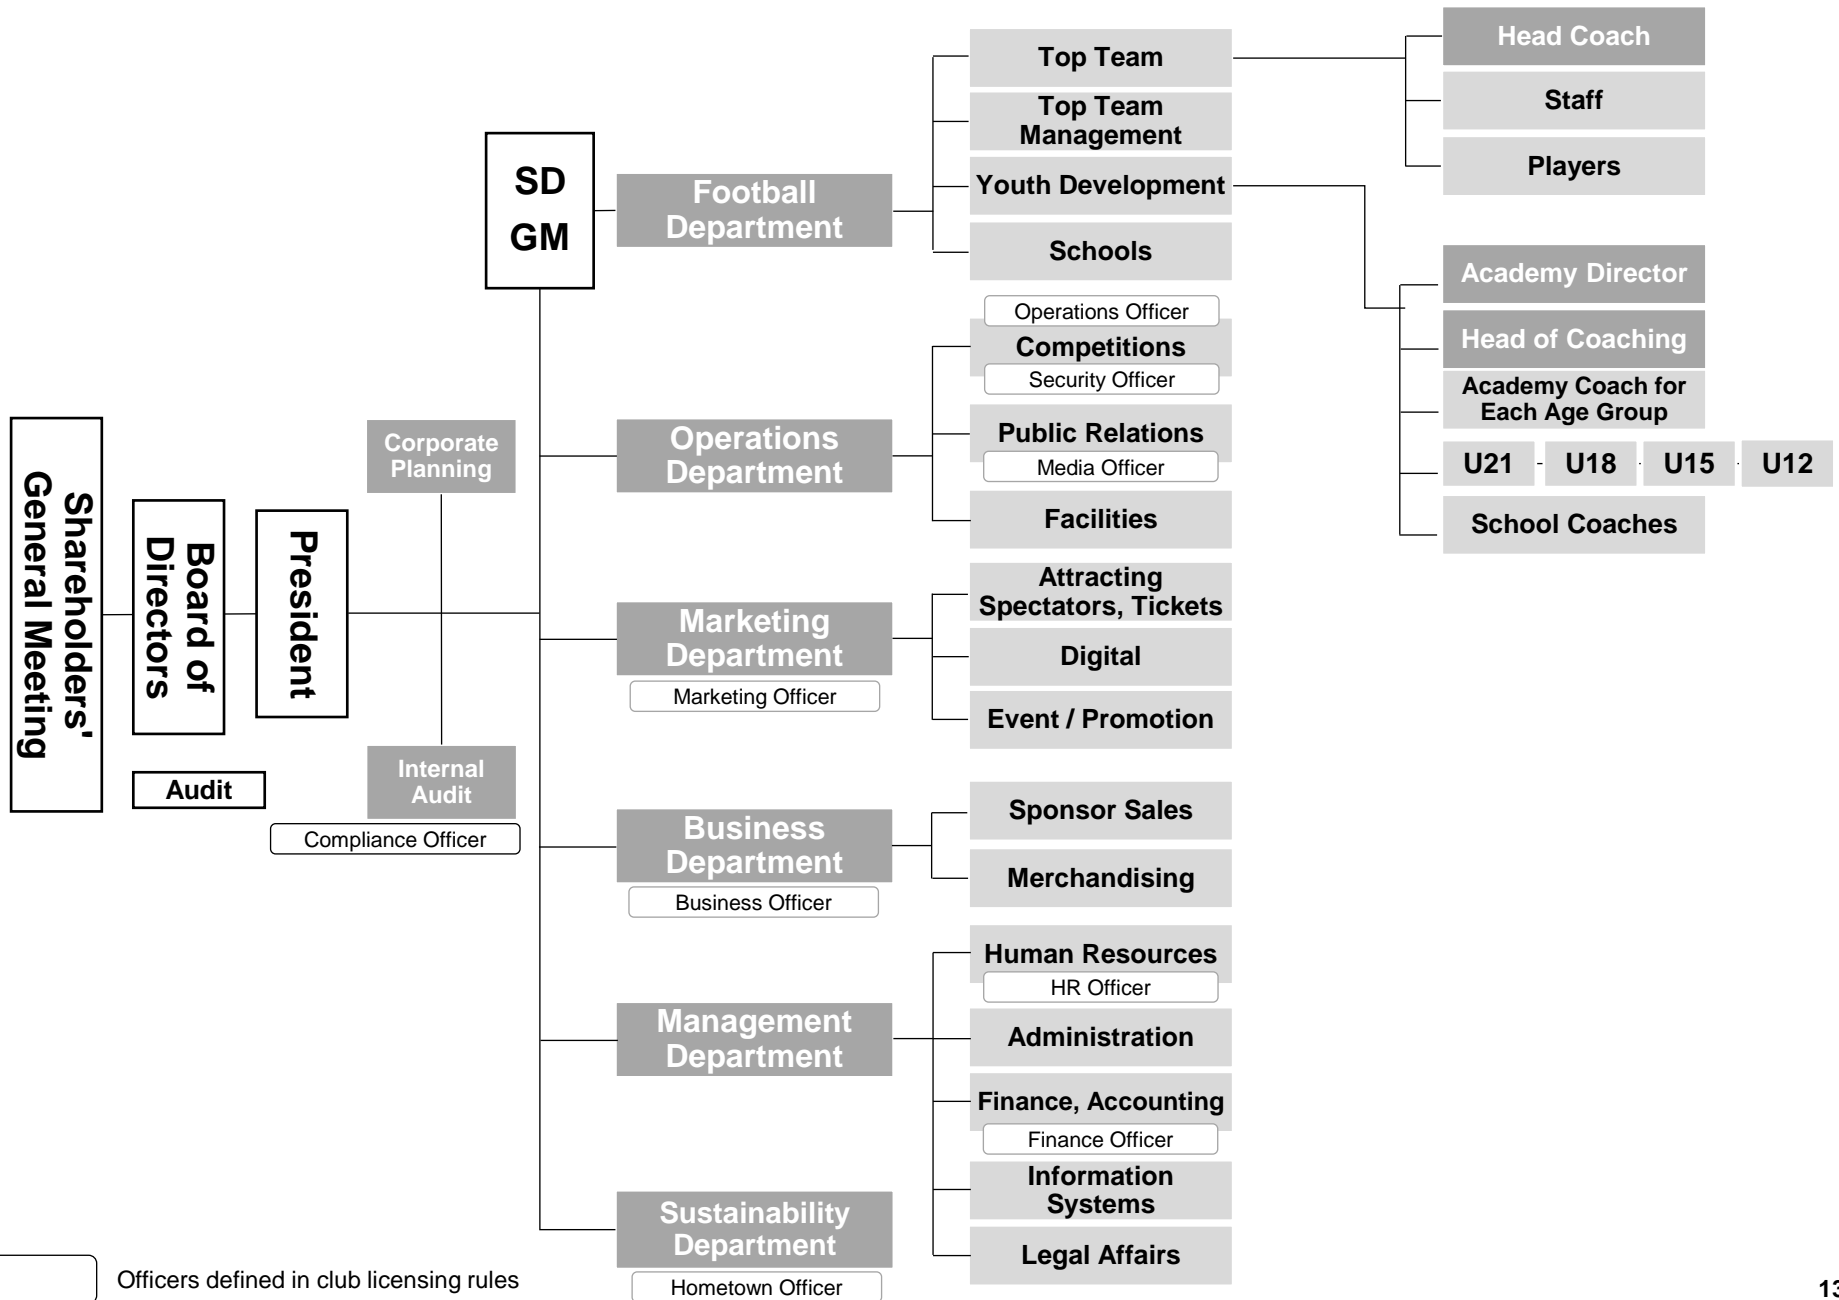 Shareholders'
General Meeting
Board of
Directors
Audit
President
Corporate
Planning
Internal
Audit
Compliance Officer
SD
GM
Football
Department
Top Team
Top Team
Management
Youth Development
Schools
Head Coach
Staff
Players
Academy Director
Head of Coaching
Academy Coach for
Each Age Group
U21 - U18 U15 U12
School Coaches
Operations
Department
Operations Officer
Competitions
Security Officer
Public Relations
Media Officer
Facilities
Marketing
Department
Marketing Officer
Attracting
Spectators, Tickets
Digital
Event / Promotion
Business
Department
Business Officer
Sponsor Sales
Merchandising
Management
Department
Human Resources
HR Officer
Administration
Finance, Accounting
Finance Officer
Information
Systems
Legal Affairs
Sustainability
Department
Hometown Officer
Officers defined in club licensing rules